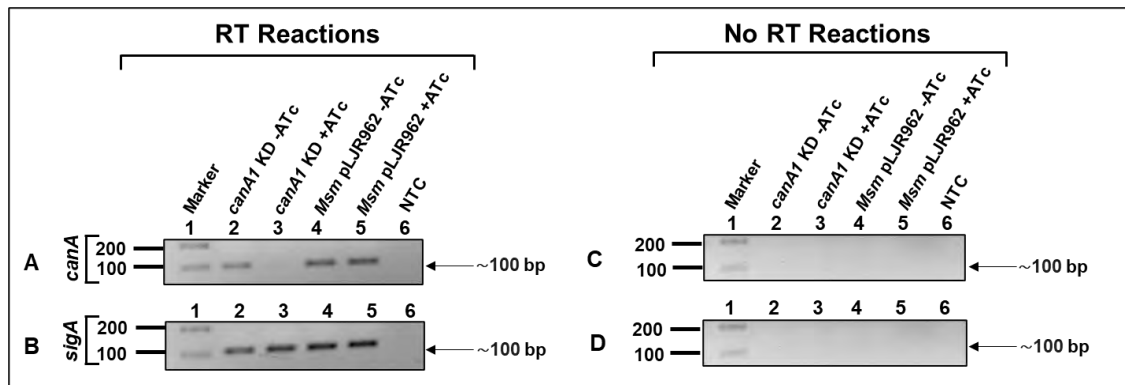 RT Reactions
No RT Reactions
Marker
canA1 KD -ATc
canA1 KD +ATc
Msm pLJR962 -ATc
Msm pLJR962 +ATc
NTC
Marker
canA1 KD -ATc
canA1 KD +ATc
Msm pLJR962 -ATc
Msm pLJR962 +ATc
NTC
1 2 3 4 5 6
1 2 3 4 5 6
A
canA
200
100
~100 bp
C
200
100
~100 bp
1 2 3 4 5 6
1 2 3 4 5 6
B
sigA
200
100
~100 bp
D
200
100
~100 bp